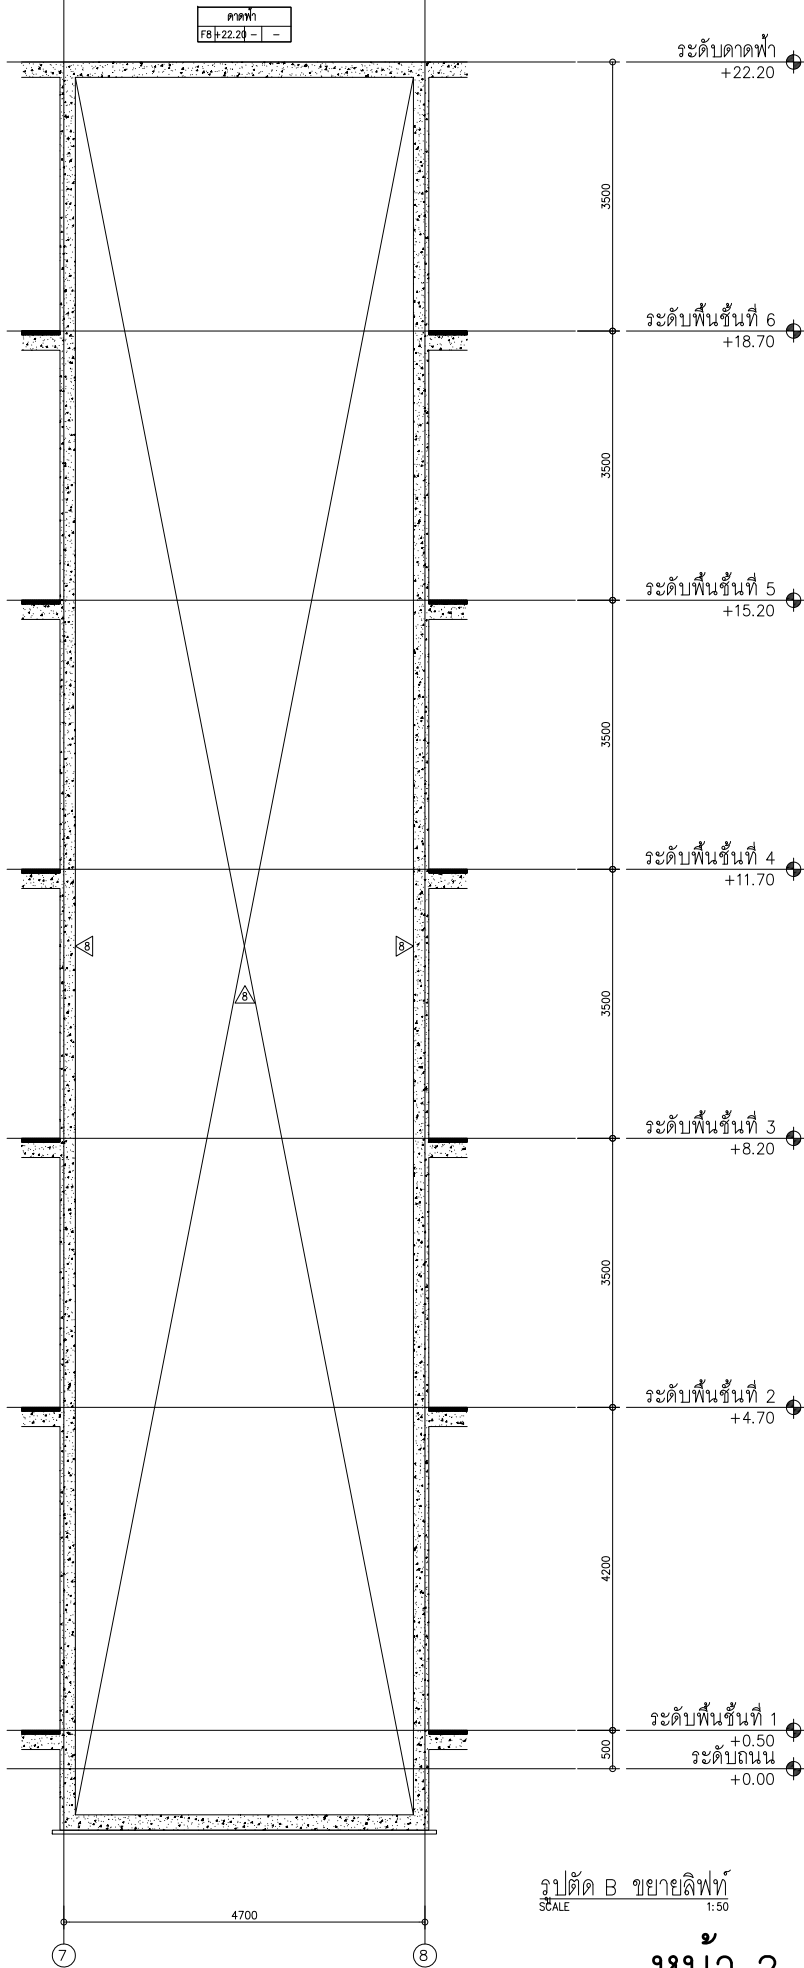 ดาดฟ้า
F8 +22.20 - -
ระดับดาดฟ้า
+22.20
3500
ระดับพื้นชั้นที่ 6
+18.70
3500
ระดับพื้นชั้นที่ 5
+15.20
3500
ระดับพื้นชั้นที่ 4
+11.70
8 8
8
3500
ระดับพื้นชั้นที่ 3
+8.20
3500
ระดับพื้นชั้นที่ 2
+4.70
4200
ระดับพื้นชั้นที่ 1
+0.50
500
ระดับถนน
+0.00
รูปตัด B ขยายลิฟท์
SCALE 1:50
4700
7 8